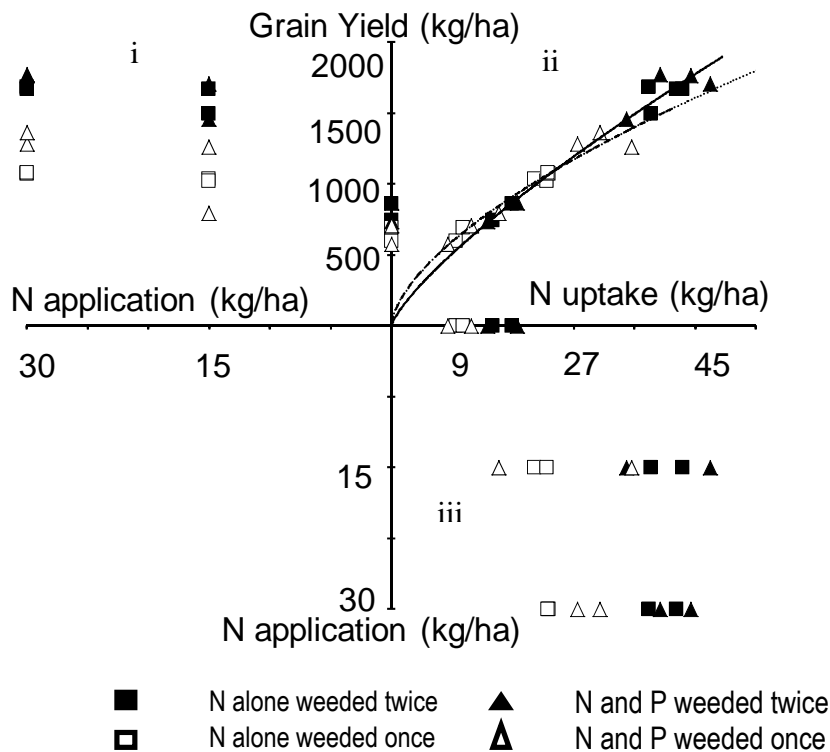 Grain Yield (kg/ha)
i
ii
2000
1500
1000
500
N application (kg/ha)
N uptake (kg/ha)
30
15
9
27
45
15
iii
30
N application (kg/ha)
N alone weeded twice
N and P weeded twice
N alone weeded once
N and P weeded once